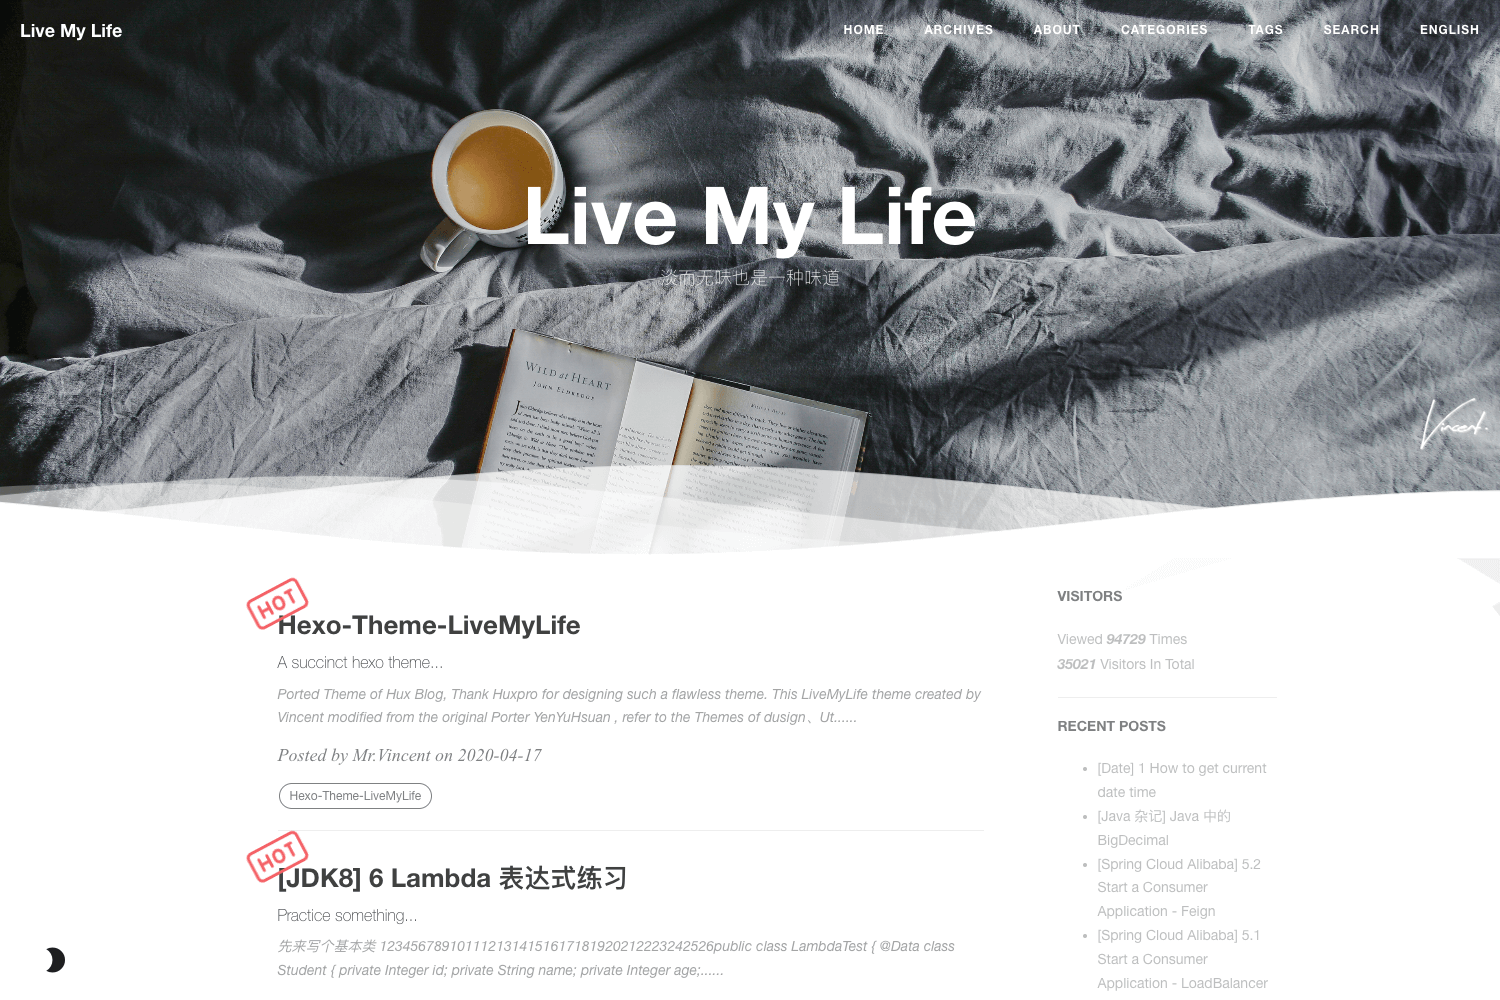 Live My Life
HOME ARCHIVES ABOUT CATEGORIES TAGS SEARCH ENGLISH
Live My Life
淡而无味也是一种味道
WILD at HEART
JOHN ELDREDGE
Vincent.
HOT
Hexo-Theme-LiveMyLife
A succinct hexo theme...
Ported Theme of Hux Blog, Thank Huxpro for designing such a flawless theme. This LiveMyLife theme created by
Vincent modified from the original Porter YenYuHsuan , refer to the Themes of dusign、Ut......
Posted by Mr.Vincent on 2020-04-17
Hexo-Theme-LiveMyLife
HOT
[JDK8] 6 Lambda 表达式练习
Practice something...
先来写个基本类 1234567891011121314151617181920212223242526public class LambdaTest { @Data class
Student { private Integer id; private String name; private Integer age;......
VISITORS
Viewed 94729 Times
35021 Visitors In Total
RECENT POSTS
[Date] 1 How to get current
date time
[Java 杂记] Java 中的
BigDecimal
[Spring Cloud Alibaba] 5.2
Start a Consumer
Application - Feign
[Spring Cloud Alibaba] 5.1
Start a Consumer
Application - LoadBalancer